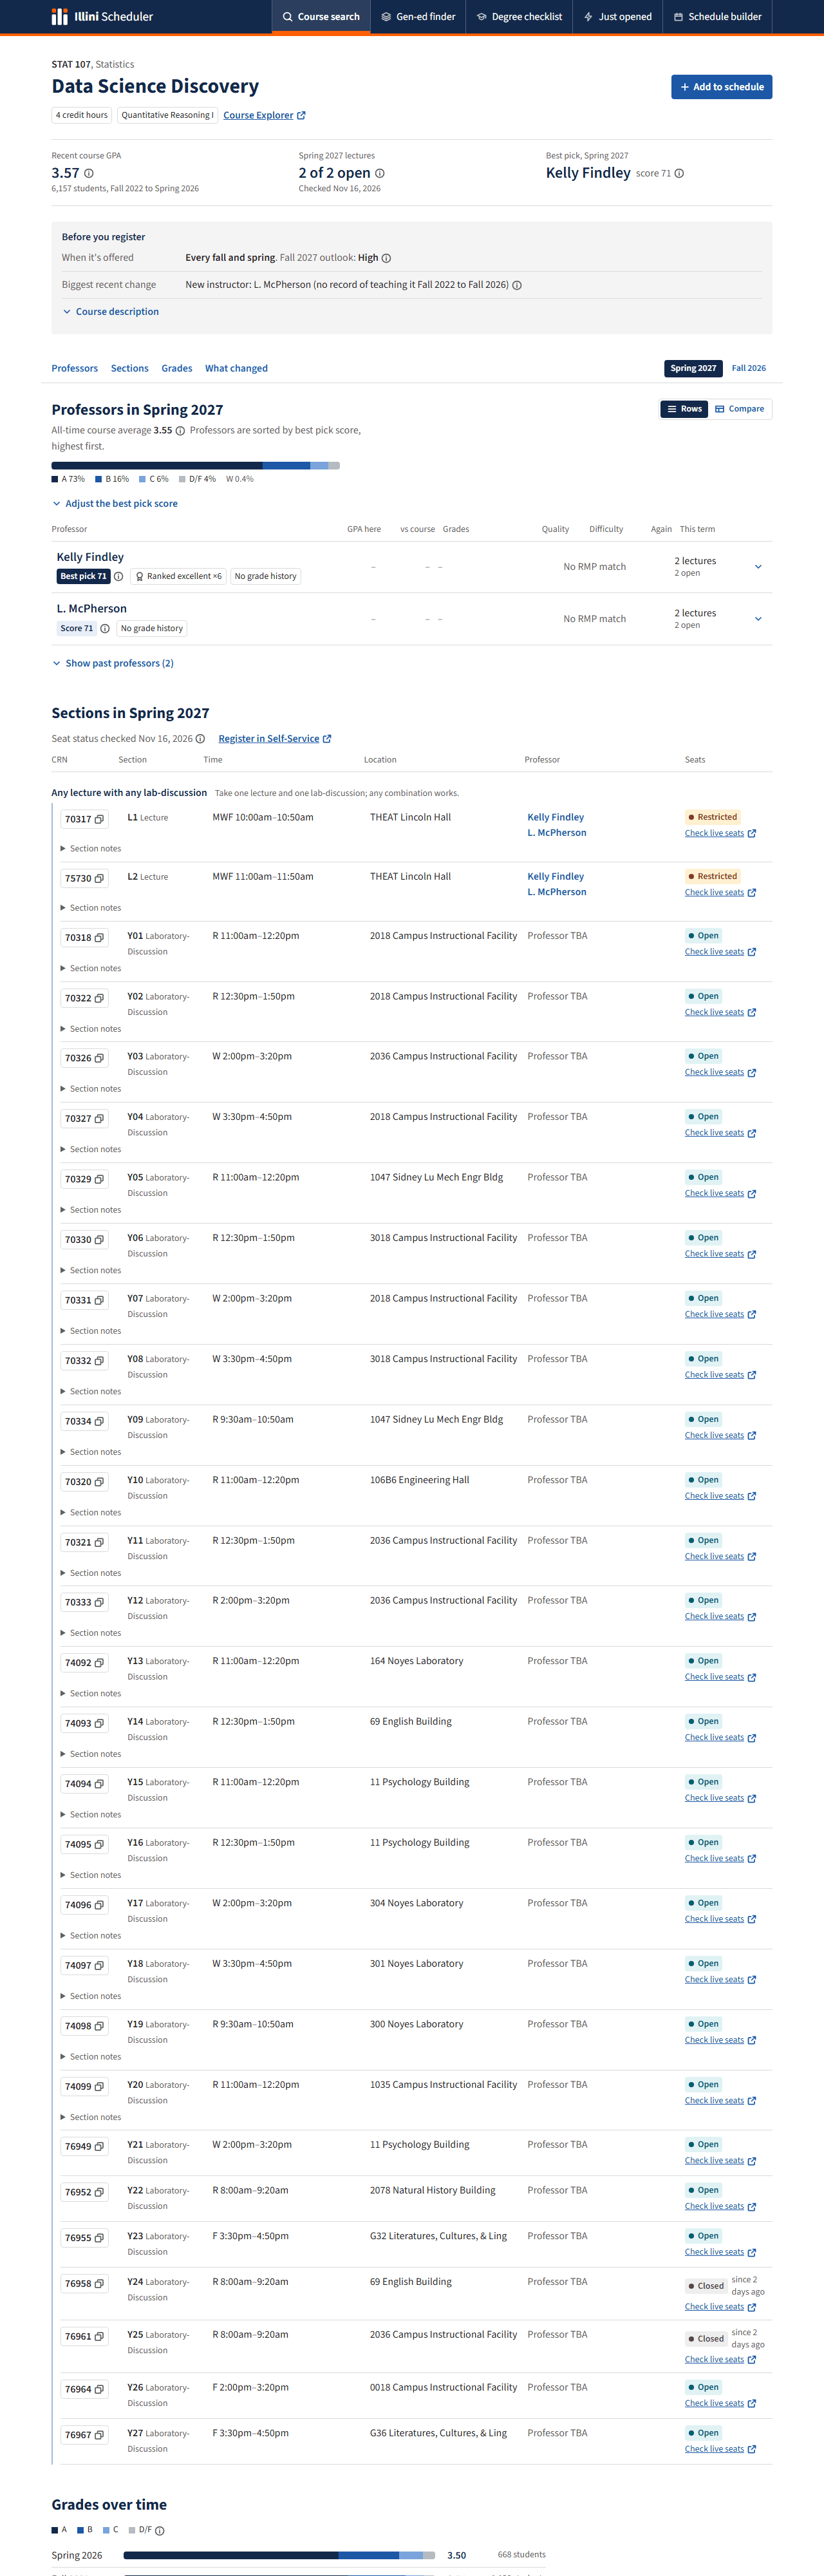 Illini Scheduler
Course search
Gen-ed finder
Degree checklist
Just opened
Schedule builder
STAT 107, Statistics
Data Science Discovery
Add to schedule
4 credit hours
Quantitative Reasoning I
Course Explorer
Recent course GPA
3.57
6,157 students, Fall 2022 to Spring 2026
Spring 2027 lectures
2 of 2 open
Checked Nov 16, 2026
Best pick, Spring 2027
Kelly Findley score 71
Before you register
When it's offered Every fall and spring. Fall 2027 outlook: High
Biggest recent change New instructor: L. McPherson (no record of teaching it Fall 2022 to Fall 2026)
Course description
Professors Sections Grades What changed
Spring 2027 Fall 2026
Professors in Spring 2027
Rows Compare
All-time course average 3.55 Professors are sorted by best pick score,
highest first.
A 73% B 16% C 6% D/F 4% W 0.4%
Adjust the best pick score
Professor GPA here vs course Grades Quality Difficulty Again This term
Kelly Findley
Best pick 71 Ranked excellent ×6 No grade history
– – – No RMP match
2 lectures
2 open
L. McPherson
Score 71 No grade history
– – – No RMP match
2 lectures
2 open
Show past professors (2)
Sections in Spring 2027
Seat status checked Nov 16, 2026 Register in Self-Service
CRN Section Time Location Professor Seats
Any lecture with any lab-discussion Take one lecture and one lab-discussion; any combination works.
70317 L1 Lecture MWF 10:00am–10:50am THEAT Lincoln Hall Kelly Findley Restricted
L. McPherson Check live seats
Section notes
75730 L2 Lecture MWF 11:00am–11:50am THEAT Lincoln Hall Kelly Findley Restricted
L. McPherson Check live seats
Section notes
70318 Y01 Laboratory- R 11:00am–12:20pm 2018 Campus Instructional Facility Professor TBA Open
Discussion Check live seats
Section notes
70322 Y02 Laboratory- R 12:30pm–1:50pm 2018 Campus Instructional Facility Professor TBA Open
Discussion Check live seats
Section notes
70326 Y03 Laboratory- W 2:00pm–3:20pm 2036 Campus Instructional Facility Professor TBA Open
Discussion Check live seats
Section notes
70327 Y04 Laboratory- W 3:30pm–4:50pm 2018 Campus Instructional Facility Professor TBA Open
Discussion Check live seats
Section notes
70329 Y05 Laboratory- R 11:00am–12:20pm 1047 Sidney Lu Mech Engr Bldg Professor TBA Open
Discussion Check live seats
Section notes
70330 Y06 Laboratory- R 12:30pm–1:50pm 3018 Campus Instructional Facility Professor TBA Open
Discussion Check live seats
Section notes
70331 Y07 Laboratory- W 2:00pm–3:20pm 2018 Campus Instructional Facility Professor TBA Open
Discussion Check live seats
Section notes
70332 Y08 Laboratory- W 3:30pm–4:50pm 3018 Campus Instructional Facility Professor TBA Open
Discussion Check live seats
Section notes
70334 Y09 Laboratory- R 9:30am–10:50am 1047 Sidney Lu Mech Engr Bldg Professor TBA Open
Discussion Check live seats
Section notes
70320 Y10 Laboratory- R 11:00am–12:20pm 106B6 Engineering Hall Professor TBA Open
Discussion Check live seats
Section notes
70321 Y11 Laboratory- R 12:30pm–1:50pm 2036 Campus Instructional Facility Professor TBA Open
Discussion Check live seats
Section notes
70333 Y12 Laboratory- R 2:00pm–3:20pm 2036 Campus Instructional Facility Professor TBA Open
Discussion Check live seats
Section notes
74092 Y13 Laboratory- R 11:00am–12:20pm 164 Noyes Laboratory Professor TBA Open
Discussion Check live seats
Section notes
74093 Y14 Laboratory- R 12:30pm–1:50pm 69 English Building Professor TBA Open
Discussion Check live seats
Section notes
74094 Y15 Laboratory- R 11:00am–12:20pm 11 Psychology Building Professor TBA Open
Discussion Check live seats
Section notes
74095 Y16 Laboratory- R 12:30pm–1:50pm 11 Psychology Building Professor TBA Open
Discussion Check live seats
Section notes
74096 Y17 Laboratory- W 2:00pm–3:20pm 304 Noyes Laboratory Professor TBA Open
Discussion Check live seats
Section notes
74097 Y18 Laboratory- W 3:30pm–4:50pm 301 Noyes Laboratory Professor TBA Open
Discussion Check live seats
Section notes
74098 Y19 Laboratory- R 9:30am–10:50am 300 Noyes Laboratory Professor TBA Open
Discussion Check live seats
Section notes
74099 Y20 Laboratory- R 11:00am–12:20pm 1035 Campus Instructional Facility Professor TBA Open
Discussion Check live seats
Section notes
76949 Y21 Laboratory- W 2:00pm–3:20pm 11 Psychology Building Professor TBA Open
Discussion Check live seats
76952 Y22 Laboratory- R 8:00am–9:20am 2078 Natural History Building Professor TBA Open
Discussion Check live seats
76955 Y23 Laboratory- F 3:30pm–4:50pm G32 Literatures, Cultures, & Ling Professor TBA Open
Discussion Check live seats
76958 Y24 Laboratory- R 8:00am–9:20am 69 English Building Professor TBA Closed since 2 days ago
Discussion Check live seats
76961 Y25 Laboratory- R 8:00am–9:20am 2036 Campus Instructional Facility Professor TBA Closed since 2 days ago
Discussion Check live seats
76964 Y26 Laboratory- F 2:00pm–3:20pm 0018 Campus Instructional Facility Professor TBA Open
Discussion Check live seats
76967 Y27 Laboratory- F 3:30pm–4:50pm G36 Literatures, Cultures, & Ling Professor TBA Open
Discussion Check live seats
Grades over time
A B C D/F
Spring 2026 3.50 668 students